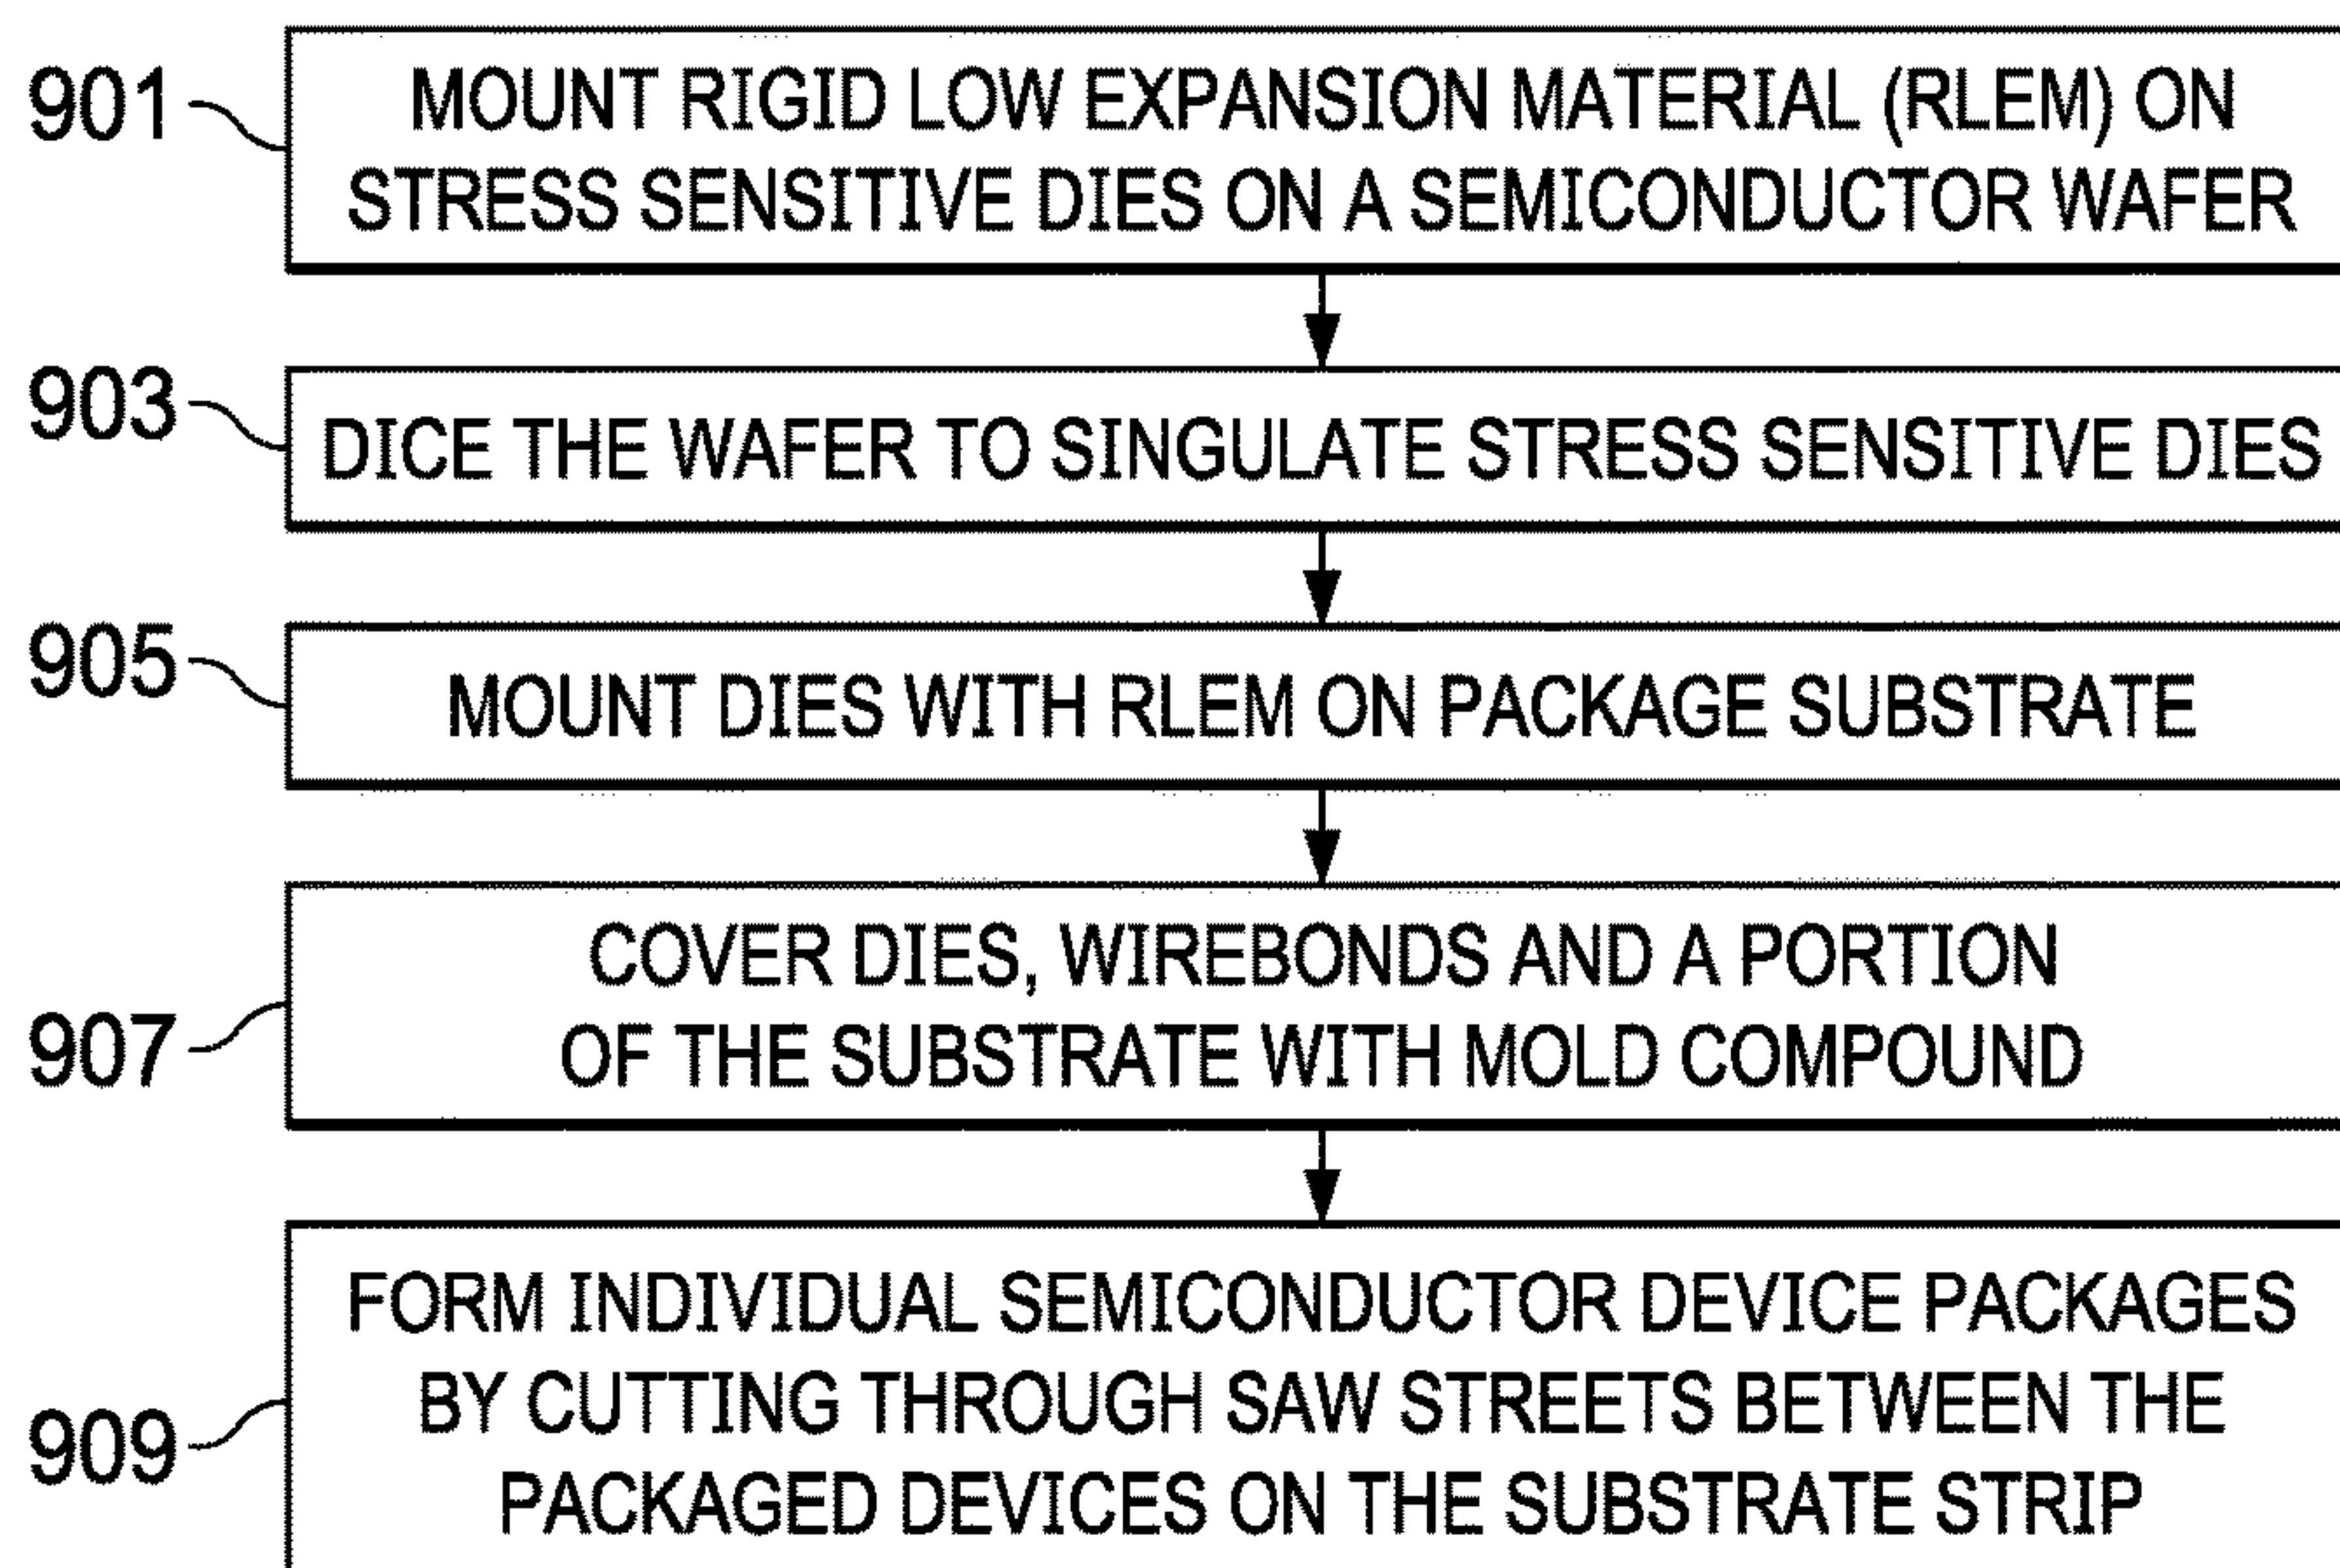 901
MOUNT RIGID LOW EXPANSION MATERIAL (RLEM) ON
STRESS SENSITIVE DIES ON A SEMICONDUCTOR WAFER
903
DICE THE WAFER TO SINGULATE STRESS SENSITIVE DIES
905
MOUNT DIES WITH RLEM ON PACKAGE SUBSTRATE
907
COVER DIES, WIREBONDS AND A PORTION
OF THE SUBSTRATE WITH MOLD COMPOUND
909
FORM INDIVIDUAL SEMICONDUCTOR DEVICE PACKAGES
BY CUTTING THROUGH SAW STREETS BETWEEN THE
PACKAGED DEVICES ON THE SUBSTRATE STRIP